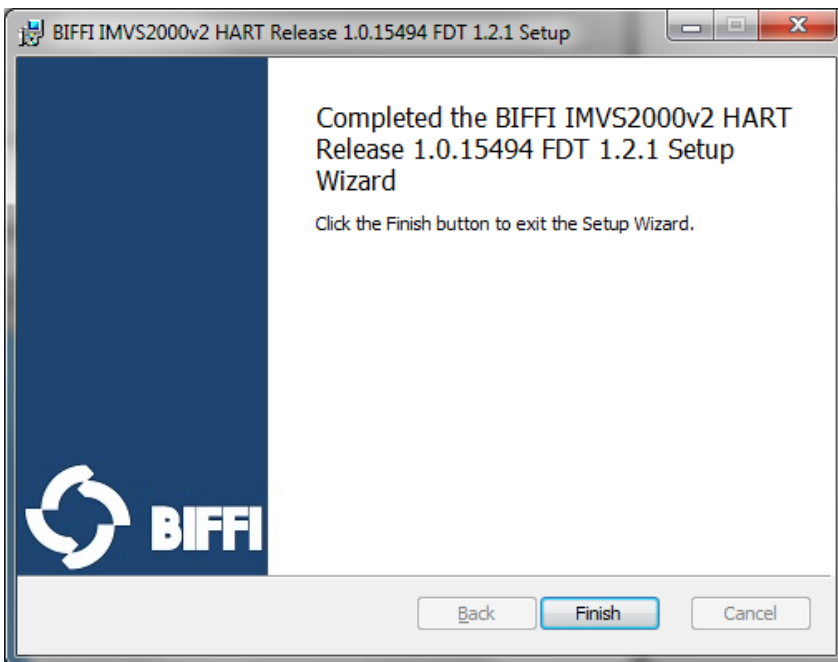 BIFFI IMVS2000v2 HART Release 1.0.15494 FDT 1.2.1 Setup
Completed the BIFFI IMVS2000v2 HART
Release 1.0.15494 FDT 1.2.1 Setup
Wizard
Click the Finish button to exit the Setup Wizard.
BIFFI
Back Finish Cancel